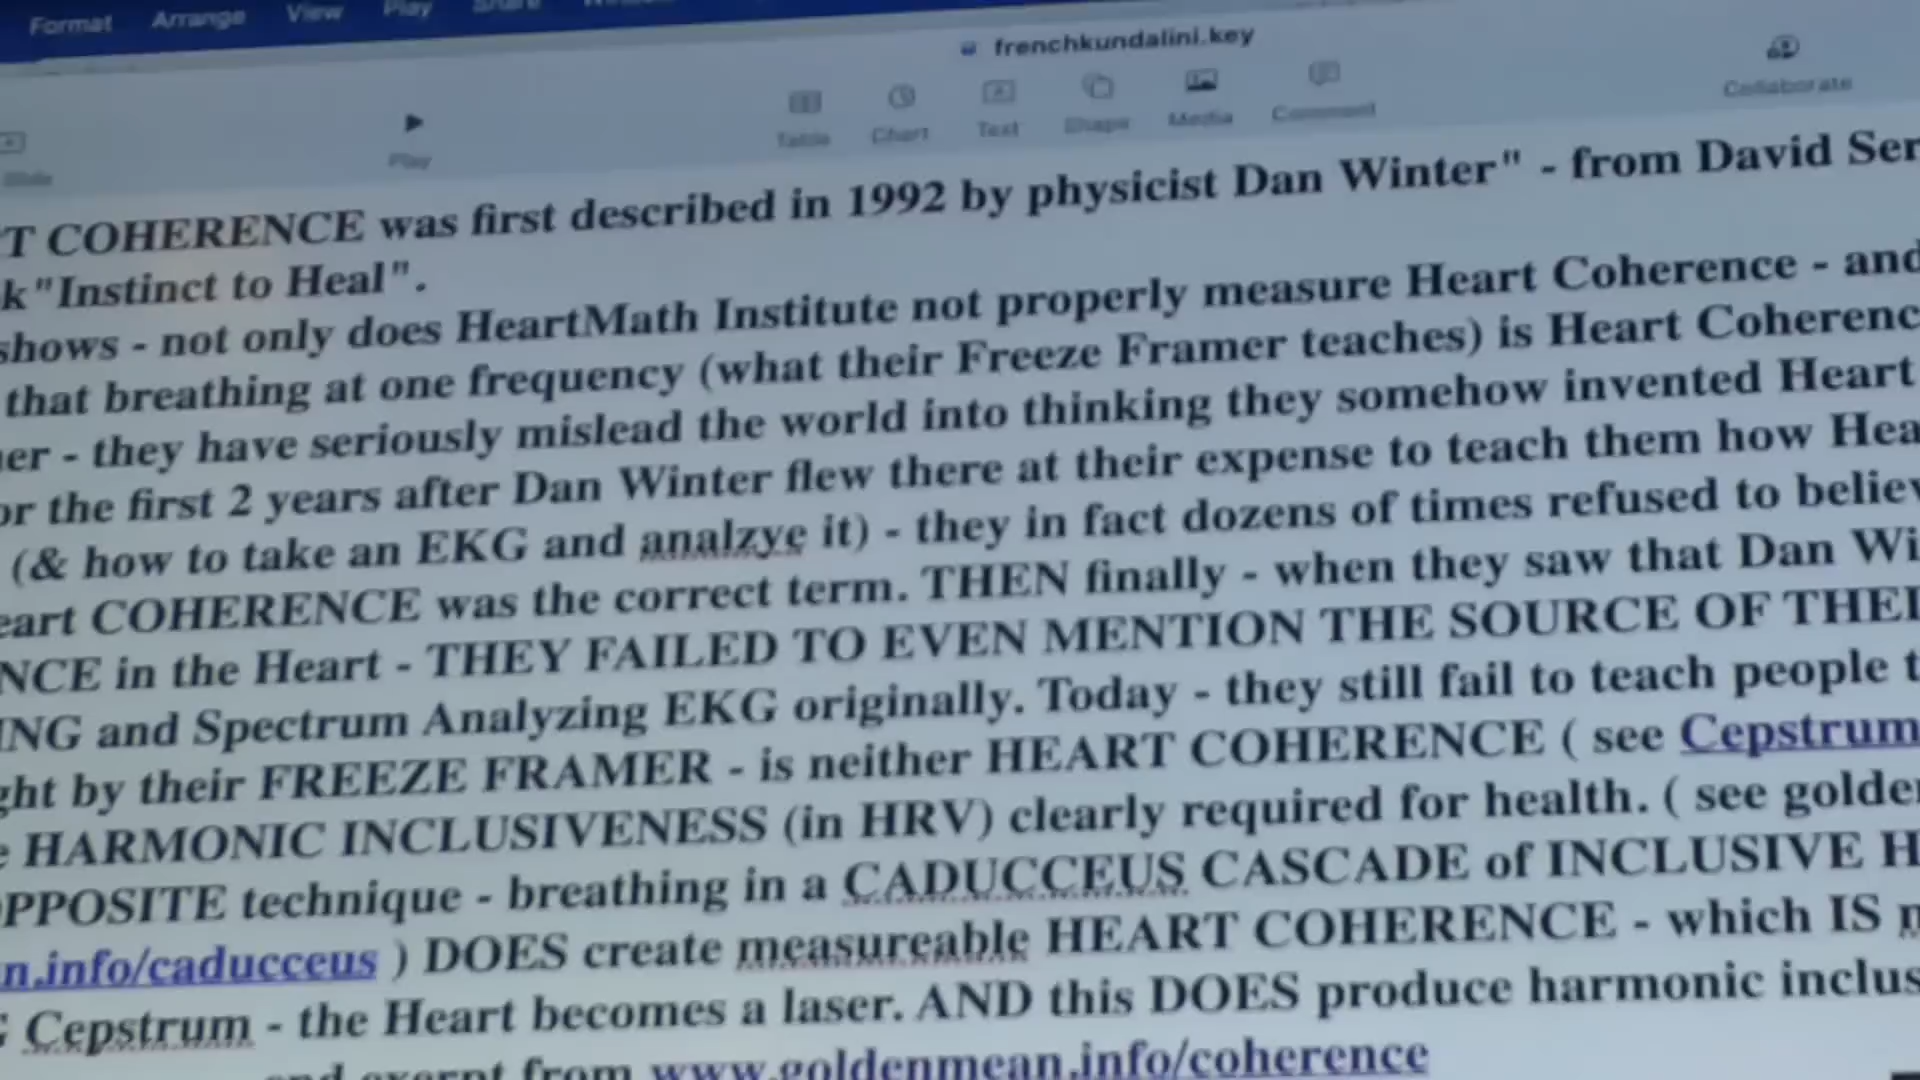 Format Arrange View Play Share
frenchkundalini.key
Play Table Chart Text Shape Media Comment Collaborate
Slide
T COHERENCE was first described in 1992 by physicist Dan Winter" - from David Ser
k "Instinct to Heal".
shows - not only does HeartMath Institute not properly measure Heart Coherence - and
that breathing at one frequency (what their Freeze Framer teaches) is Heart Coherenc
er - they have seriously mislead the world into thinking they somehow invented Heart
or the first 2 years after Dan Winter flew there at their expense to teach them how Hea
(& how to take an EKG and analzye it) - they in fact dozens of times refused to believ
eart COHERENCE was the correct term. THEN finally - when they saw that Dan Wi
NCE in the Heart - THEY FAILED TO EVEN MENTION THE SOURCE OF THEI
ING and Spectrum Analyzing EKG originally. Today - they still fail to teach people t
ght by their FREEZE FRAMER - is neither HEART COHERENCE ( see Cepstrum
e HARMONIC INCLUSIVENESS (in HRV) clearly required for health. ( see golde
OPPOSITE technique - breathing in a CADUCCEUS CASCADE of INCLUSIVE H
n.info/caducceus ) DOES create measureable HEART COHERENCE - which IS
G Cepstrum - the Heart becomes a laser. AND this DOES produce harmonic inclus
and exerpt from www.goldenmean.info/coherence